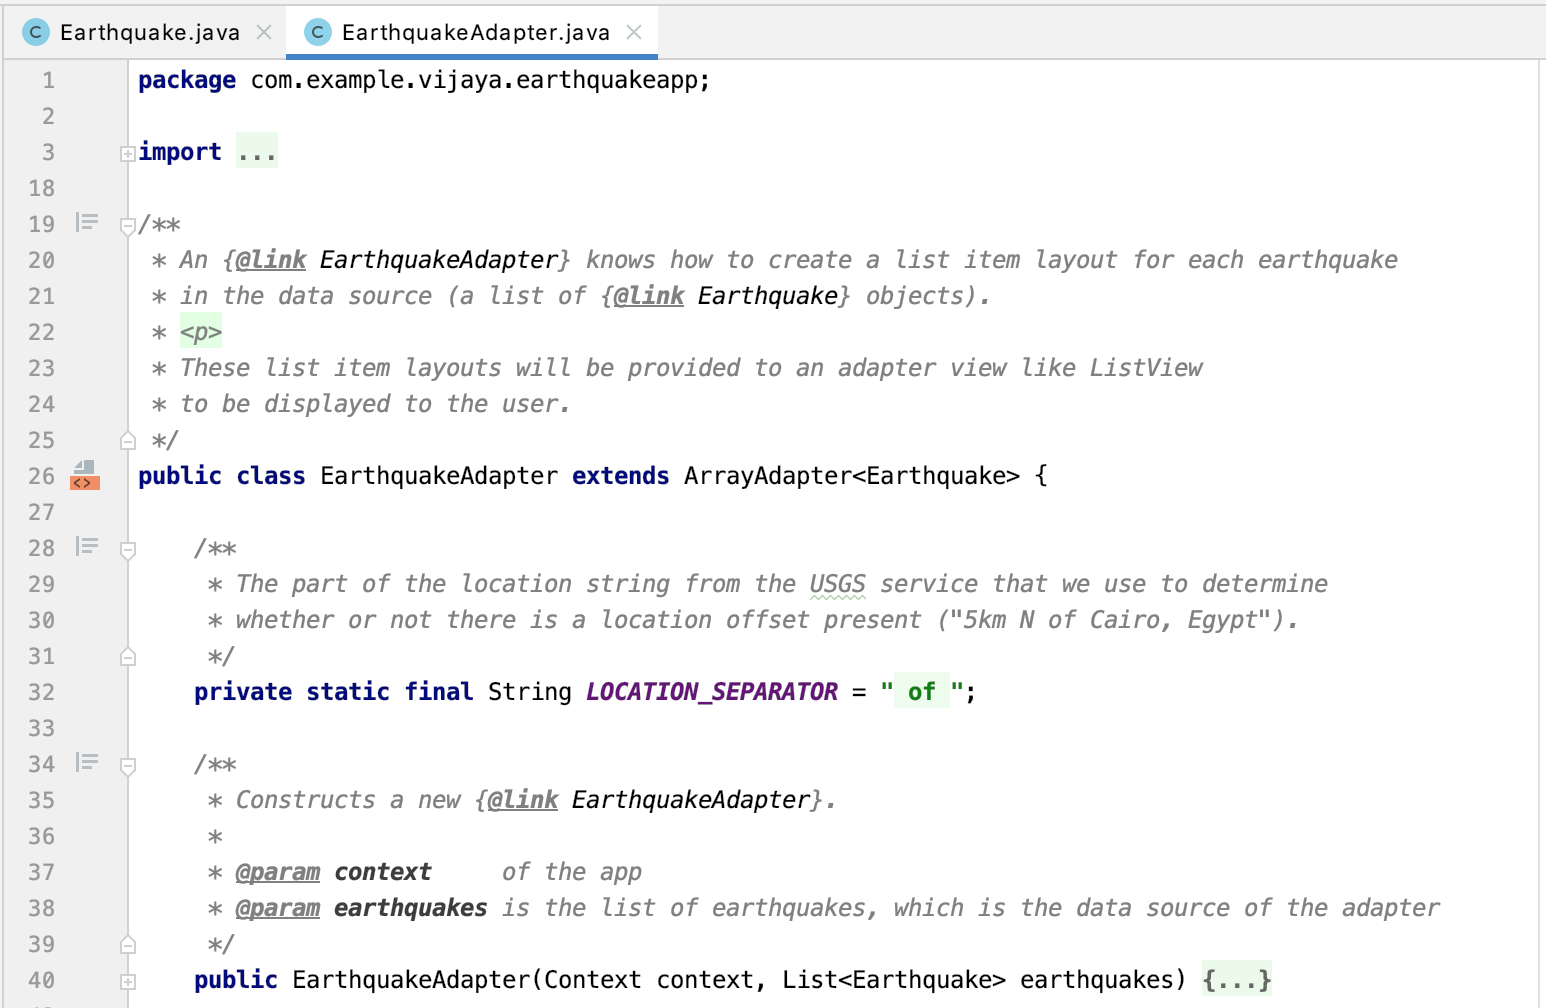 C Earthquake.java × C EarthquakeAdapter.java ×
1 package com.example.vijaya.earthquakeapp;
2
3 import ...
18
19 /**
20 * An {@link EarthquakeAdapter} knows how to create a list item layout for each earthquake
21 * in the data source (a list of {@link Earthquake} objects).
22 * <p>
23 * These list item layouts will be provided to an adapter view like ListView
24 * to be displayed to the user.
25 */
26 <> public class EarthquakeAdapter extends ArrayAdapter<Earthquake> {
27
28 /**
29 * The part of the location string from the USGS service that we use to determine
30 * whether or not there is a location offset present ("5km N of Cairo, Egypt").
31 */
32 private static final String LOCATION_SEPARATOR = " of ";
33
34 /**
35 * Constructs a new {@link EarthquakeAdapter}.
36 *
37 * @param context     of the app
38 * @param earthquakes is the list of earthquakes, which is the data source of the adapter
39 */
40 public EarthquakeAdapter(Context context, List<Earthquake> earthquakes) {...}